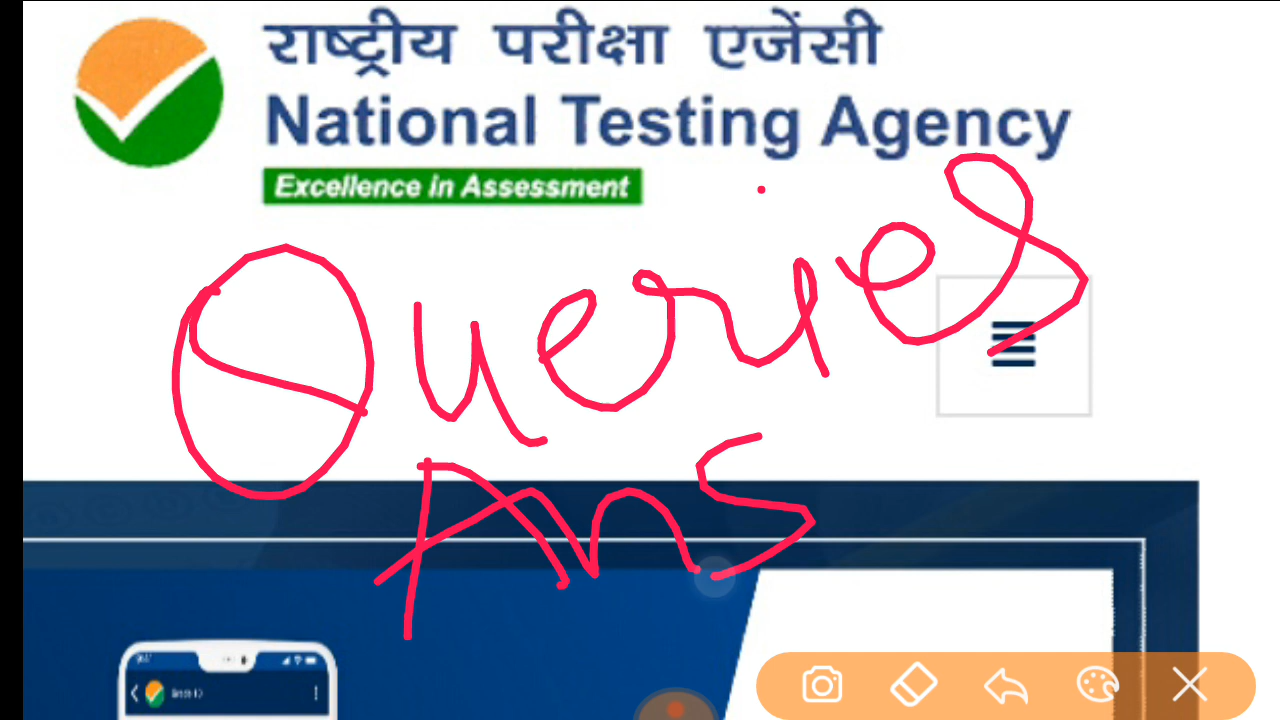 राष्ट्रीय परीक्षा एजेंसी
National Testing Agency
Excellence in Assessment
Queries
Ans